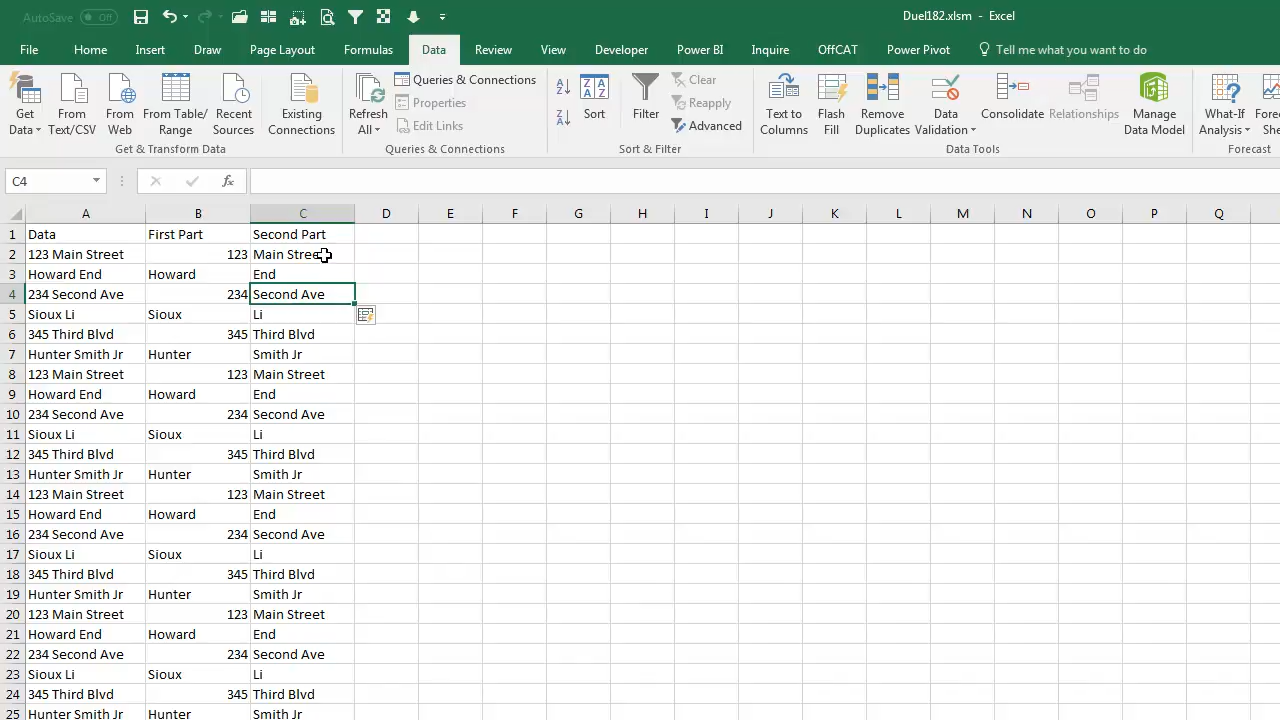 AutoSave Off Duel182.xlsm - Excel
File Home Insert Draw Page Layout Formulas Data Review View Developer Power BI Inquire OffCAT Power Pivot Tell me what you want to do
Get Data
From Text/CSV
From Web
From Table/ Range
Recent Sources
Existing Connections
Get & Transform Data
Refresh All
Queries & Connections
Properties
Edit Links
Queries & Connections
Sort
Filter
Clear
Reapply
Advanced
Sort & Filter
Text to Columns
Flash Fill
Remove Duplicates
Data Validation
Consolidate
Relationships
Manage Data Model
Data Tools
What-If Analysis
Forecast
C4 fx
A B C D E F G H I J K L M N O P Q
1 Data First Part Second Part
2 123 Main Street 123 Main Street
3 Howard End Howard End
4 234 Second Ave 234 Second Ave
5 Sioux Li Sioux Li
6 345 Third Blvd 345 Third Blvd
7 Hunter Smith Jr Hunter Smith Jr
8 123 Main Street 123 Main Street
9 Howard End Howard End
10 234 Second Ave 234 Second Ave
11 Sioux Li Sioux Li
12 345 Third Blvd 345 Third Blvd
13 Hunter Smith Jr Hunter Smith Jr
14 123 Main Street 123 Main Street
15 Howard End Howard End
16 234 Second Ave 234 Second Ave
17 Sioux Li Sioux Li
18 345 Third Blvd 345 Third Blvd
19 Hunter Smith Jr Hunter Smith Jr
20 123 Main Street 123 Main Street
21 Howard End Howard End
22 234 Second Ave 234 Second Ave
23 Sioux Li Sioux Li
24 345 Third Blvd 345 Third Blvd
25 Hunter Smith Jr Hunter Smith Jr